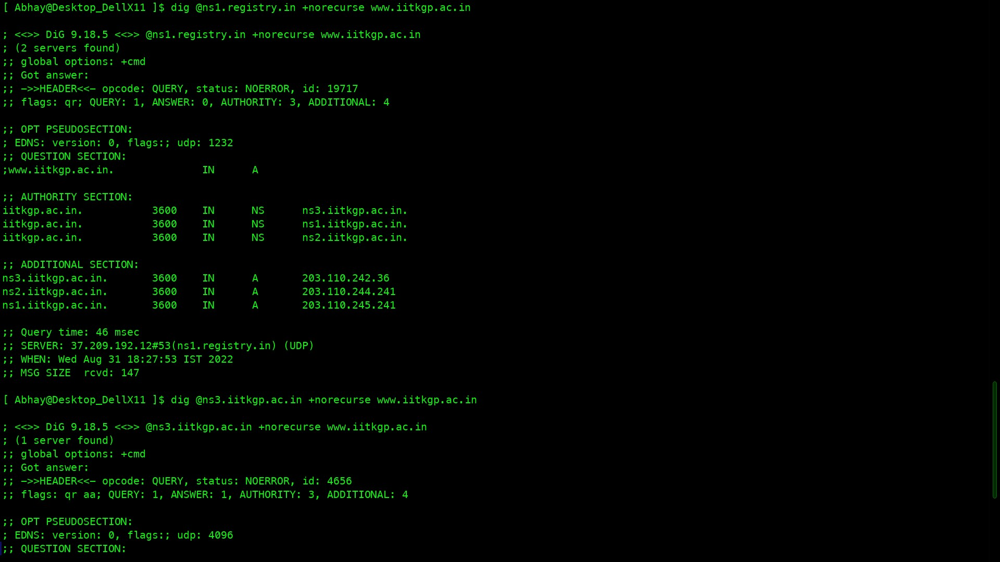 [ Abhay@Desktop_DellX11 ]$ dig @ns1.registry.in +norecurse www.iitkgp.ac.in

; <<>> DiG 9.18.5 <<>> @ns1.registry.in +norecurse www.iitkgp.ac.in
; (2 servers found)
;; global options: +cmd
;; Got answer:
;; ->>HEADER<<- opcode: QUERY, status: NOERROR, id: 19717
;; flags: qr; QUERY: 1, ANSWER: 0, AUTHORITY: 3, ADDITIONAL: 4

;; OPT PSEUDOSECTION:
; EDNS: version: 0, flags:; udp: 1232
;; QUESTION SECTION:
;www.iitkgp.ac.in.              IN      A

;; AUTHORITY SECTION:
iitkgp.ac.in.           3600    IN      NS      ns3.iitkgp.ac.in.
iitkgp.ac.in.           3600    IN      NS      ns1.iitkgp.ac.in.
iitkgp.ac.in.           3600    IN      NS      ns2.iitkgp.ac.in.

;; ADDITIONAL SECTION:
ns3.iitkgp.ac.in.       3600    IN      A       203.110.242.36
ns2.iitkgp.ac.in.       3600    IN      A       203.110.244.241
ns1.iitkgp.ac.in.       3600    IN      A       203.110.245.241

;; Query time: 46 msec
;; SERVER: 37.209.192.12#53(ns1.registry.in) (UDP)
;; WHEN: Wed Aug 31 18:27:53 IST 2022
;; MSG SIZE  rcvd: 147

[ Abhay@Desktop_DellX11 ]$ dig @ns3.iitkgp.ac.in +norecurse www.iitkgp.ac.in

; <<>> DiG 9.18.5 <<>> @ns3.iitkgp.ac.in +norecurse www.iitkgp.ac.in
; (1 server found)
;; global options: +cmd
;; Got answer:
;; ->>HEADER<<- opcode: QUERY, status: NOERROR, id: 4656
;; flags: qr aa; QUERY: 1, ANSWER: 1, AUTHORITY: 3, ADDITIONAL: 4

;; OPT PSEUDOSECTION:
; EDNS: version: 0, flags:; udp: 4096
;; QUESTION SECTION: